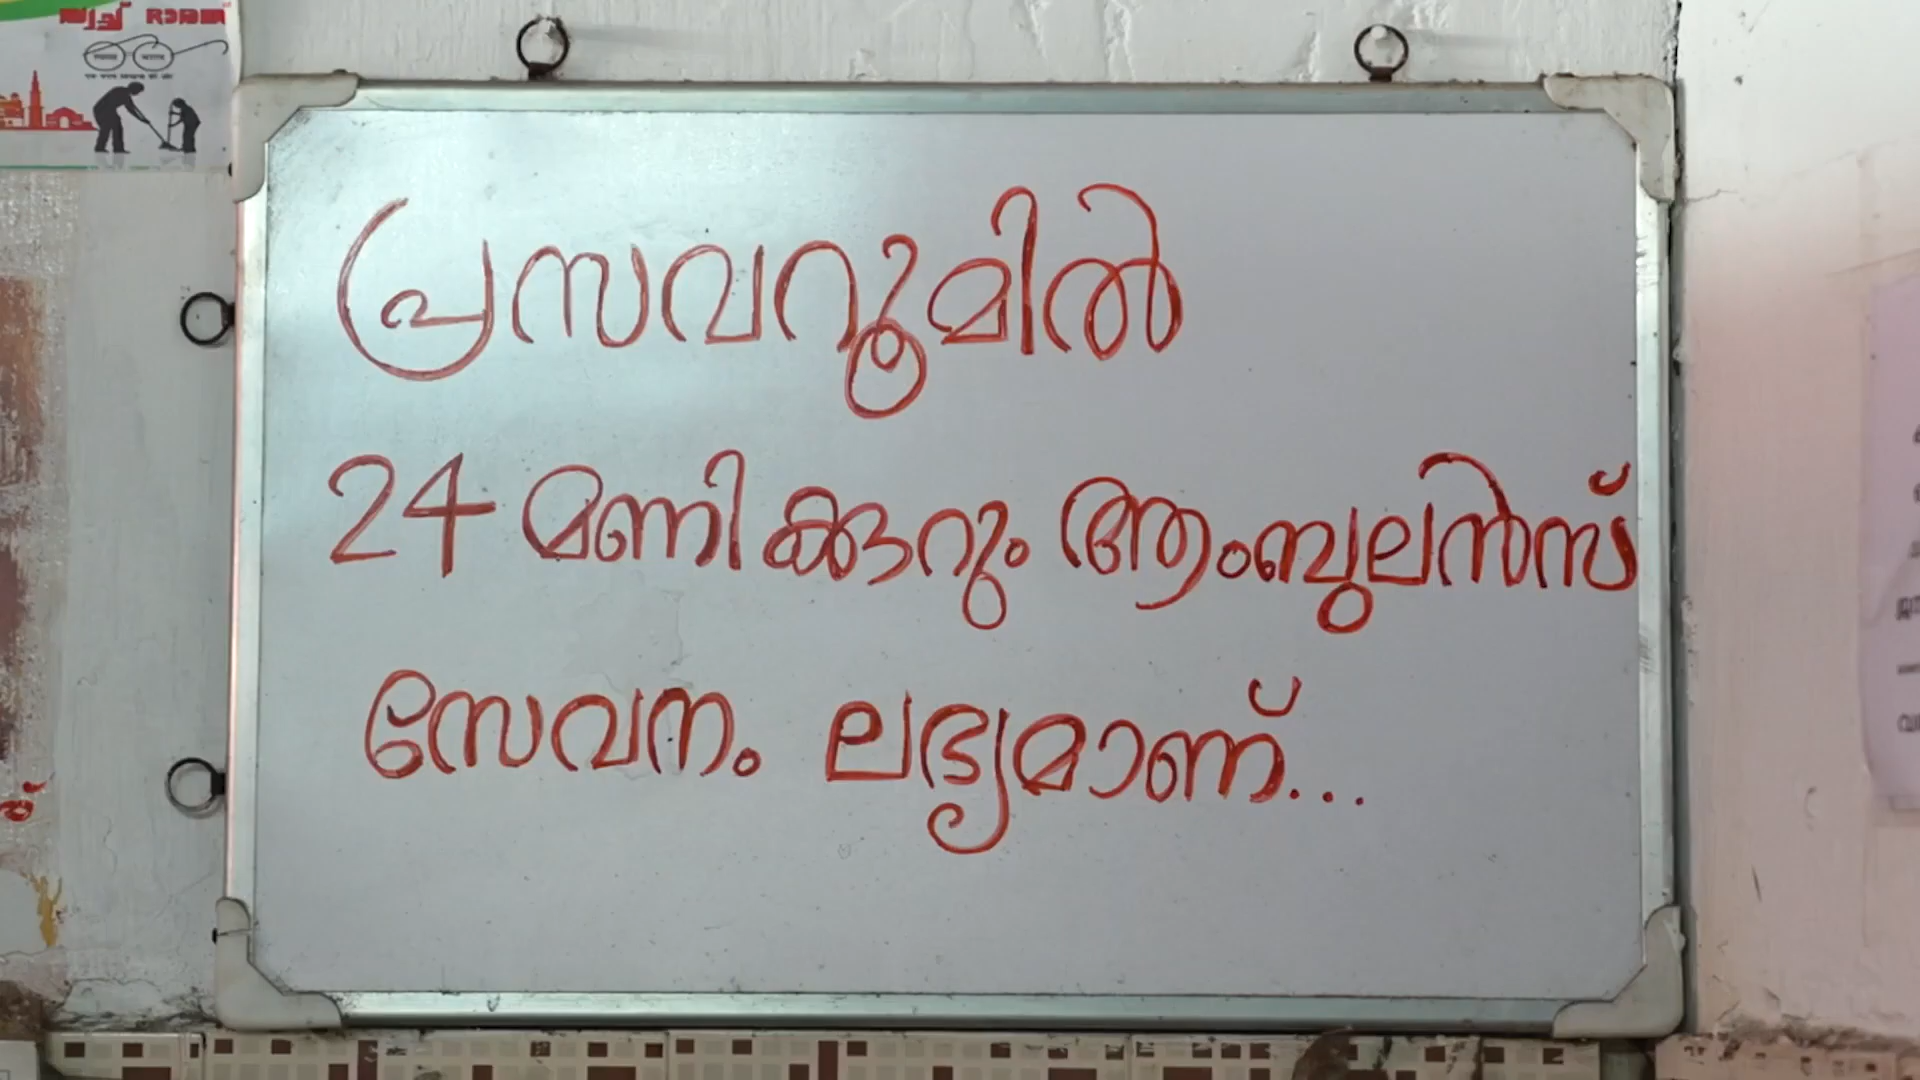 പ്രസവറൂമിൽ
24 മണിക്കൂറും ആംബുലൻസ്
സേവനം ലഭ്യമാണ്...